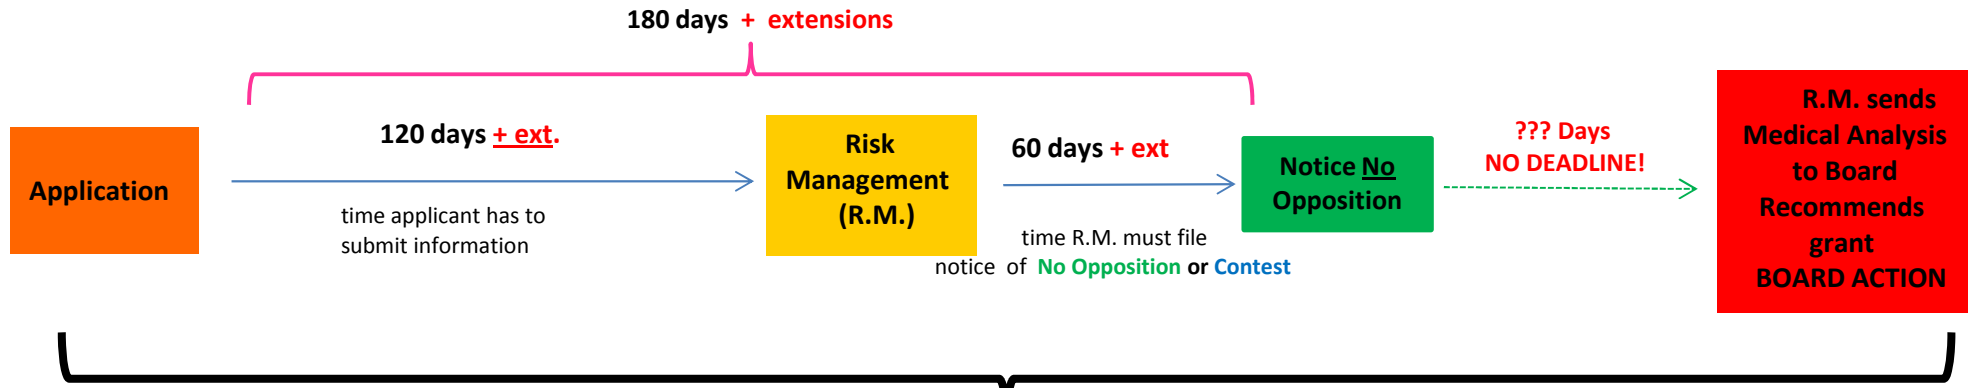 180 days + extensions
Application
120 days + ext.
time applicant has to
submit information
Risk
Management
(R.M.)
60 days + ext
time R.M. must file
notice of No Opposition or Contest
Notice No
Opposition
??? Days
NO DEADLINE!
R.M. sends
Medical Analysis
to Board
Recommends
grant
BOARD ACTION